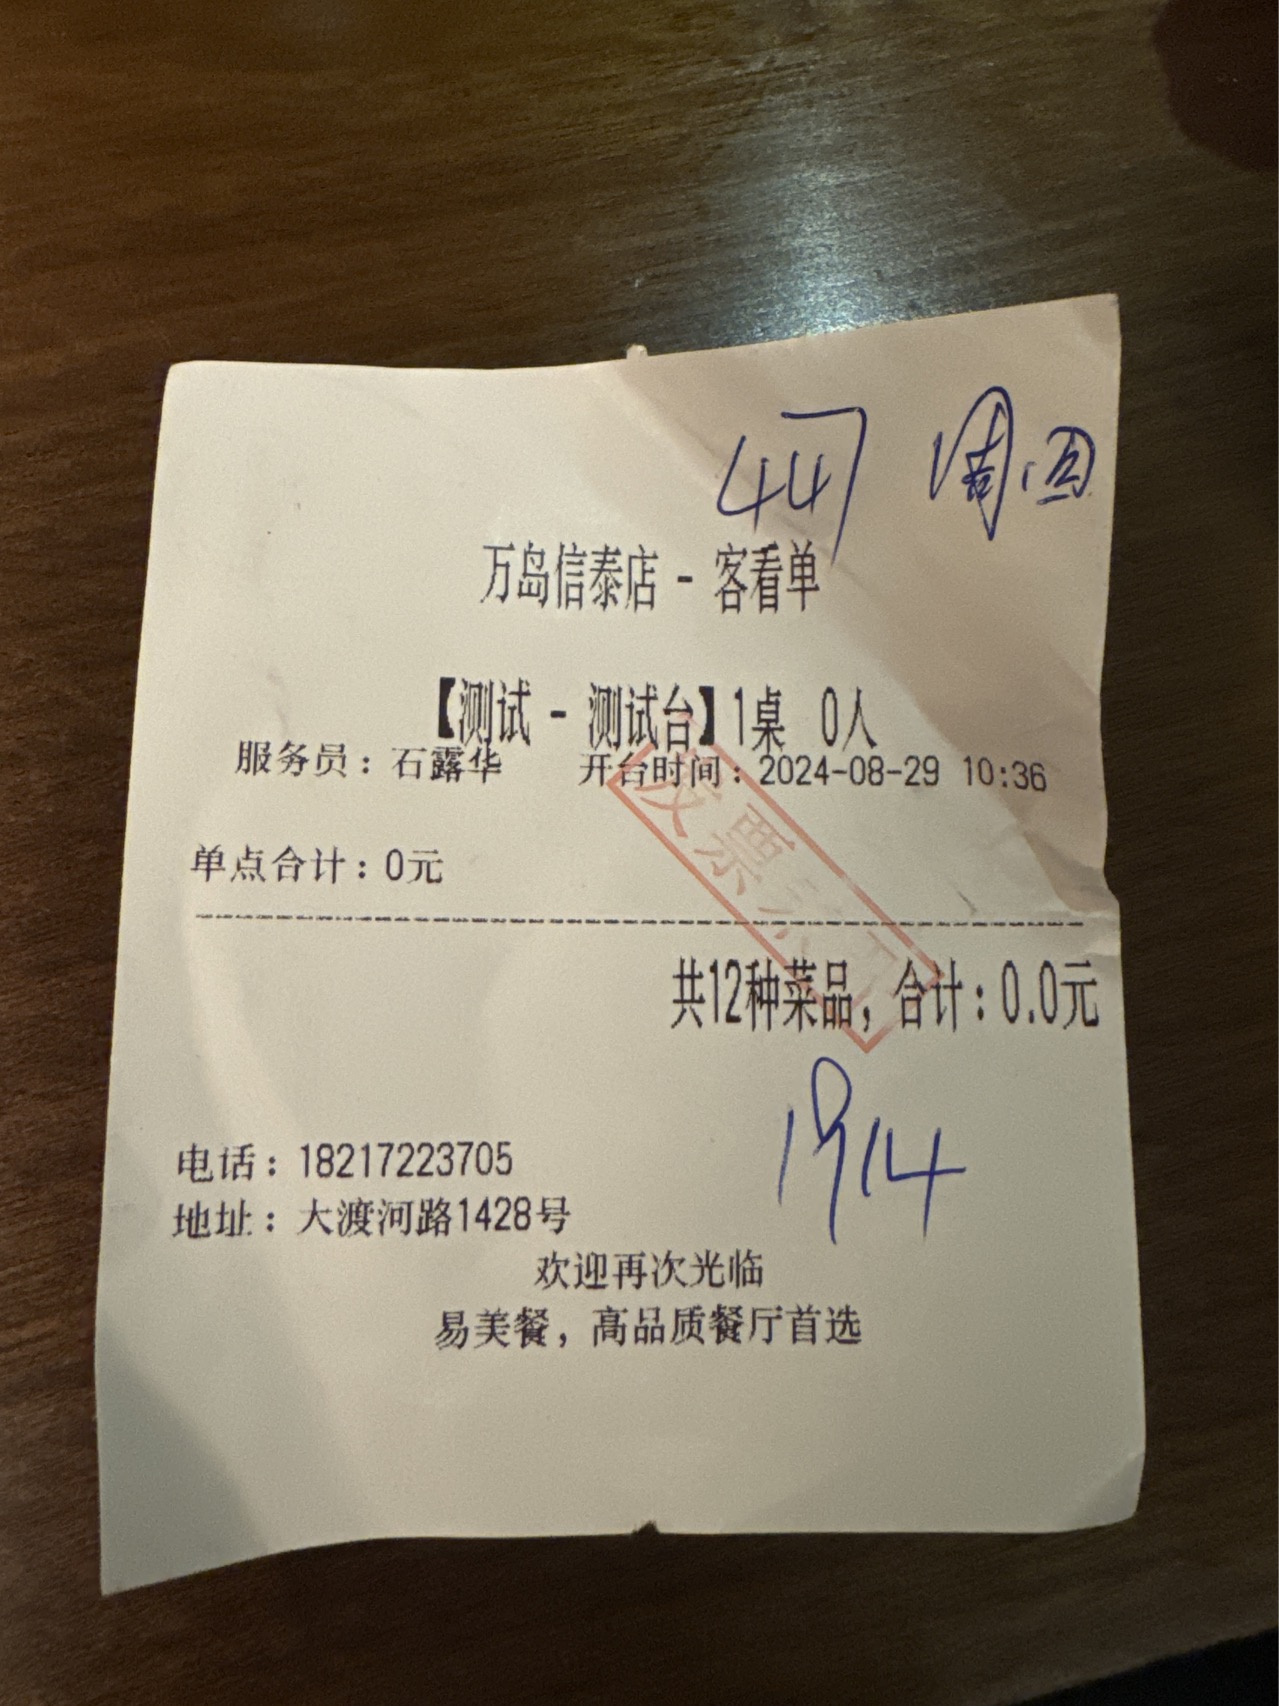 447 周四
万岛信泰店 - 客看单
【测试 - 测试台】1桌 0人
服务员：石露华 开台时间：2024-08-29 10:36
单点合计：0元
发票
共12种菜品，合计：0.0元
1914
电话：18217223705
地址：大渡河路1428号
欢迎再次光临
易美餐，高品质餐厅首选